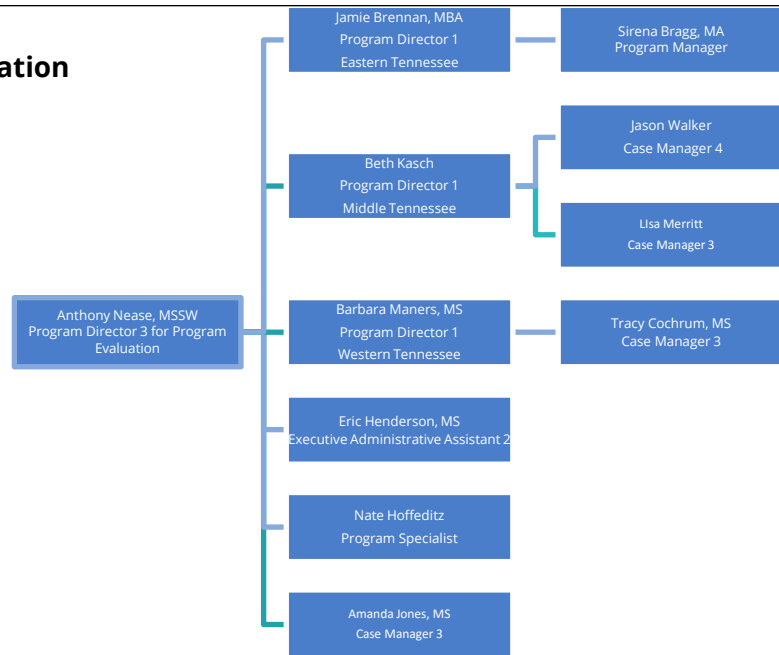 ation
Jamie Brennan, MBA
Program Director 1
Eastern Tennessee
Sirena Bragg, MA
Program Manager
Jason Walker
Case Manager 4
Beth Kasch
Program Director 1
Middle Tennessee
LIsa Merritt
Case Manager 3
Anthony Nease, MSSW
Program Director 3 for Program
Evaluation
Barbara Maners, MS
Program Director 1
Western Tennessee
Tracy Cochrum, MS
Case Manager 3
Eric Henderson, MS
Executive Administrative Assistant 2
Nate Hoffeditz
Program Specialist
Amanda Jones, MS
Case Manager 3